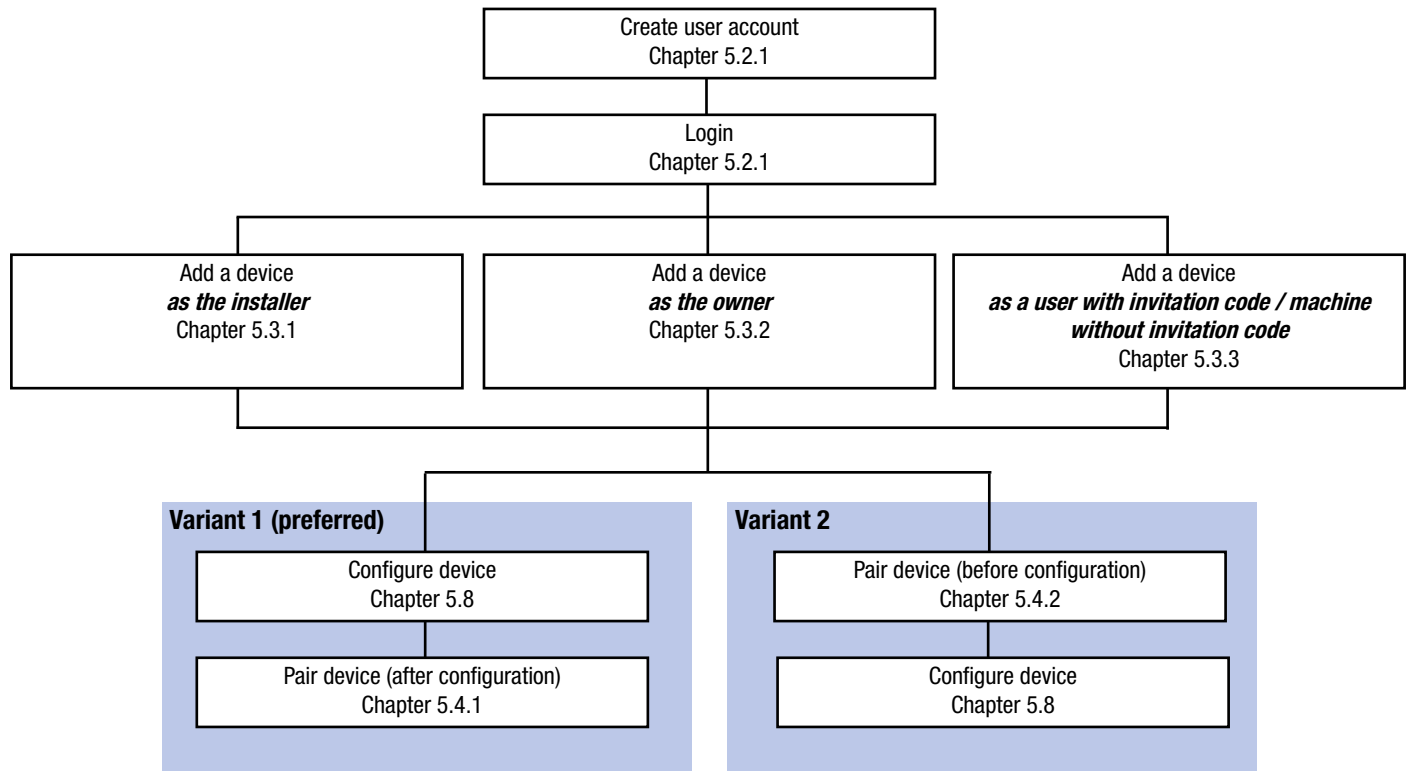 Create user account
Chapter 5.2.1
Login
Chapter 5.2.1
Add a device
as the installer
Chapter 5.3.1
Add a device
as the owner
Chapter 5.3.2
Add a device
as a user with invitation code / machine
without invitation code
Chapter 5.3.3
Variant 1 (preferred)
Configure device
Chapter 5.8
Pair device (after configuration)
Chapter 5.4.1
Variant 2
Pair device (before configuration)
Chapter 5.4.2
Configure device
Chapter 5.8